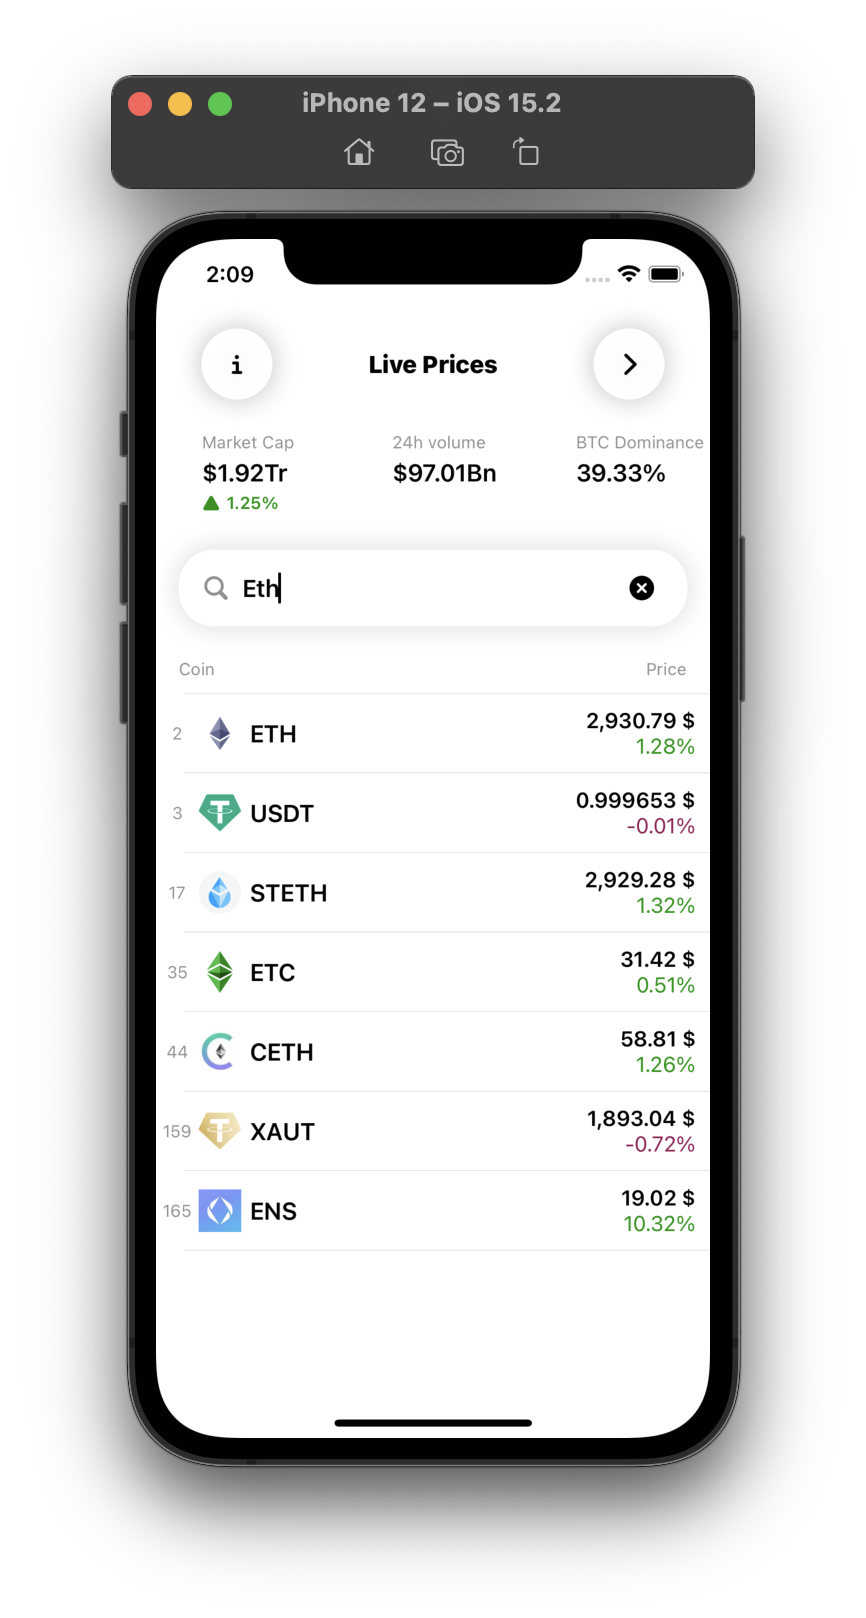 iPhone 12 – iOS 15.2
2:09
i
Live Prices
Market Cap 24h volume BTC Dominance
$1.92Tr $97.01Bn 39.33%
1.25%
Eth
Coin Price
2 ETH 2,930.79 $
1.28%
3 USDT 0.999653 $
-0.01%
17 STETH 2,929.28 $
1.32%
35 ETC 31.42 $
0.51%
44 CETH 58.81 $
1.26%
159 XAUT 1,893.04 $
-0.72%
165 ENS 19.02 $
10.32%